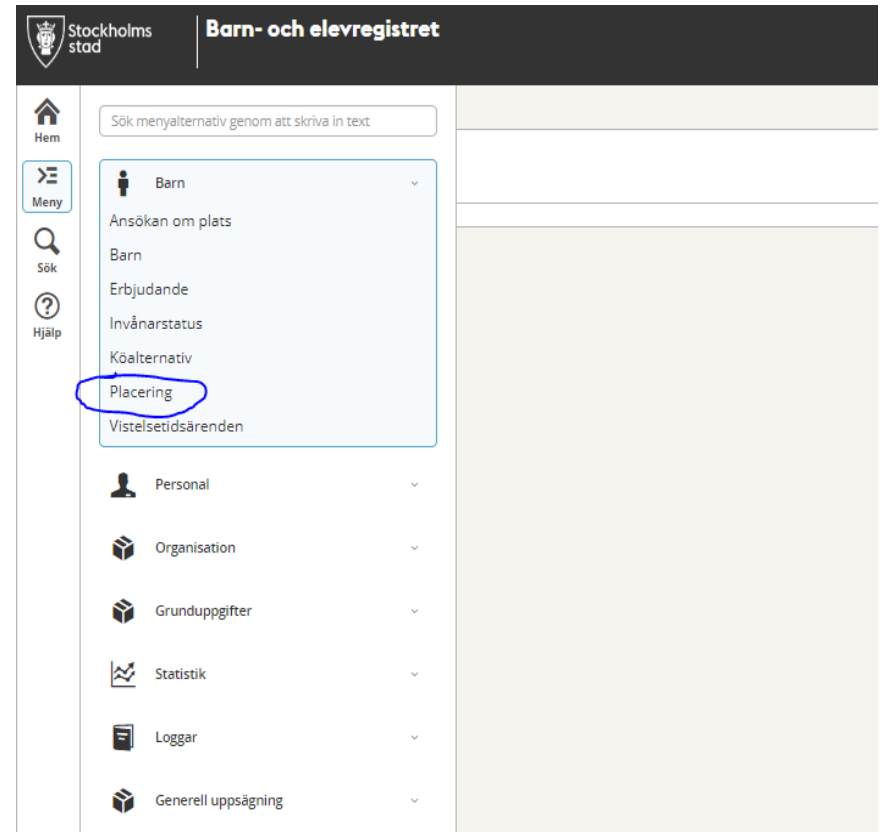 Stockholms
stad
Barn- och elevregistret
Hem
Meny
Sök
Hjälp
Sök menyalternativ genom att skriva in text
Barn
Ansökan om plats
Barn
Erbjudande
Invånarstatus
Köalternativ
Placering
Vistelsetidsärenden
Personal
Organisation
Grunduppgifter
Statistik
Loggar
Generell uppsägning